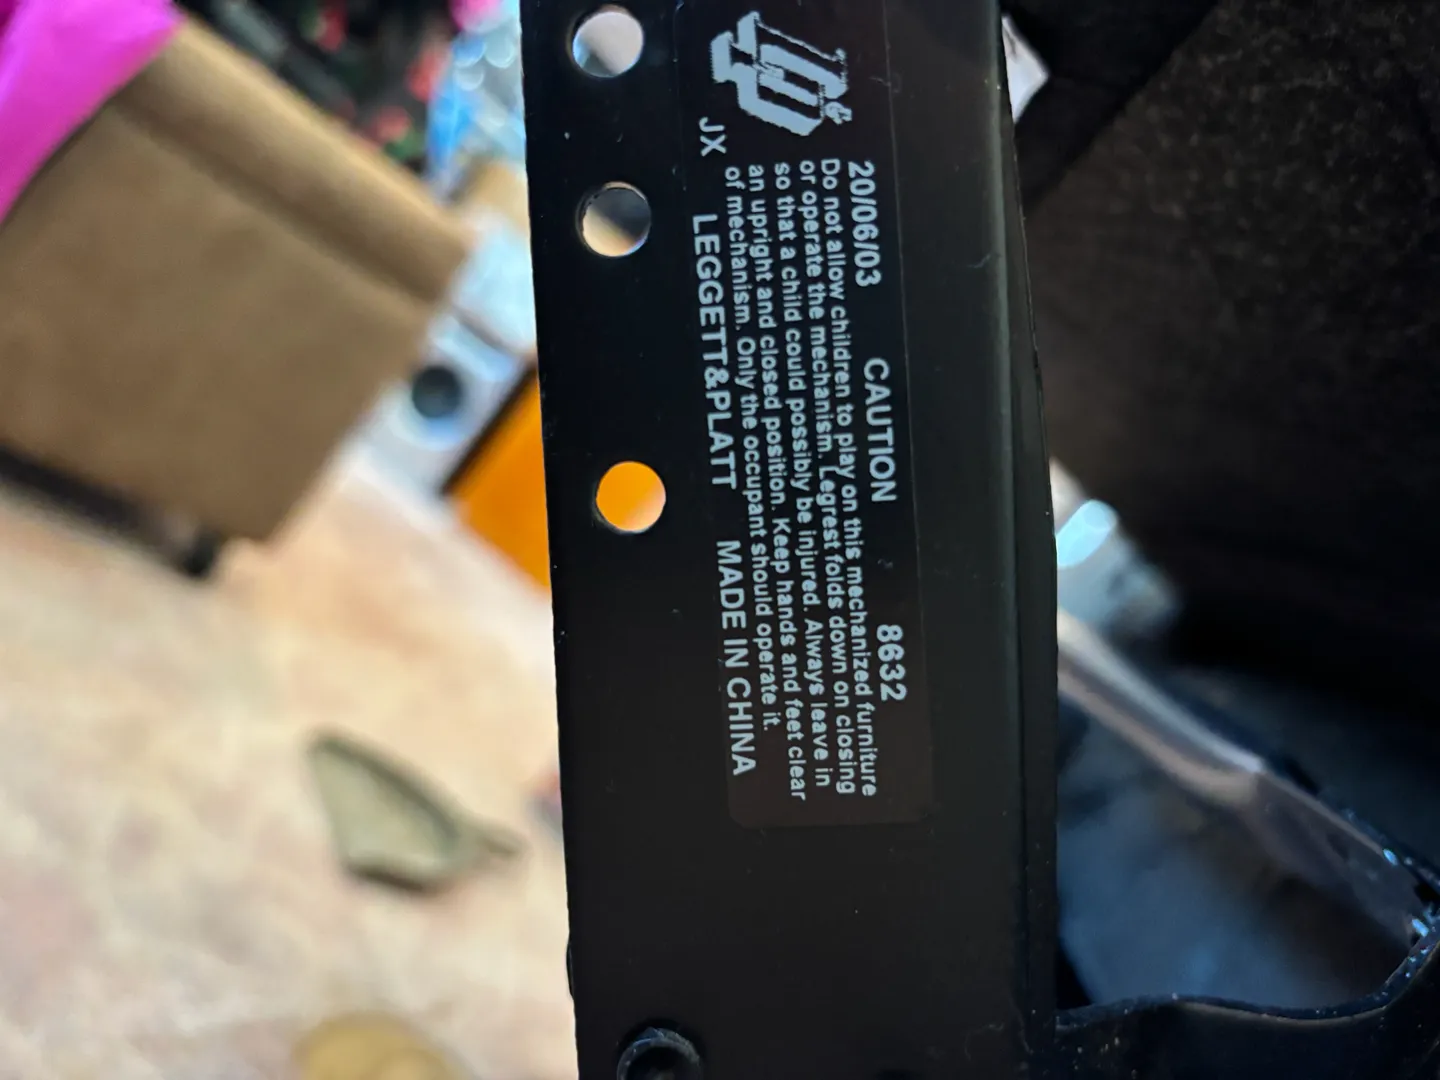 20/06/03 CAUTION 8632
Do not allow children to play on this mechanized furniture
or operate the mechanism. Legrest folds down on closing
so that a child could possibly be injured. Always leave in
an upright and closed position. Keep hands and feet clear
of mechanism. Only the occupant should operate it.
JX LEGGETT&PLATT MADE IN CHINA